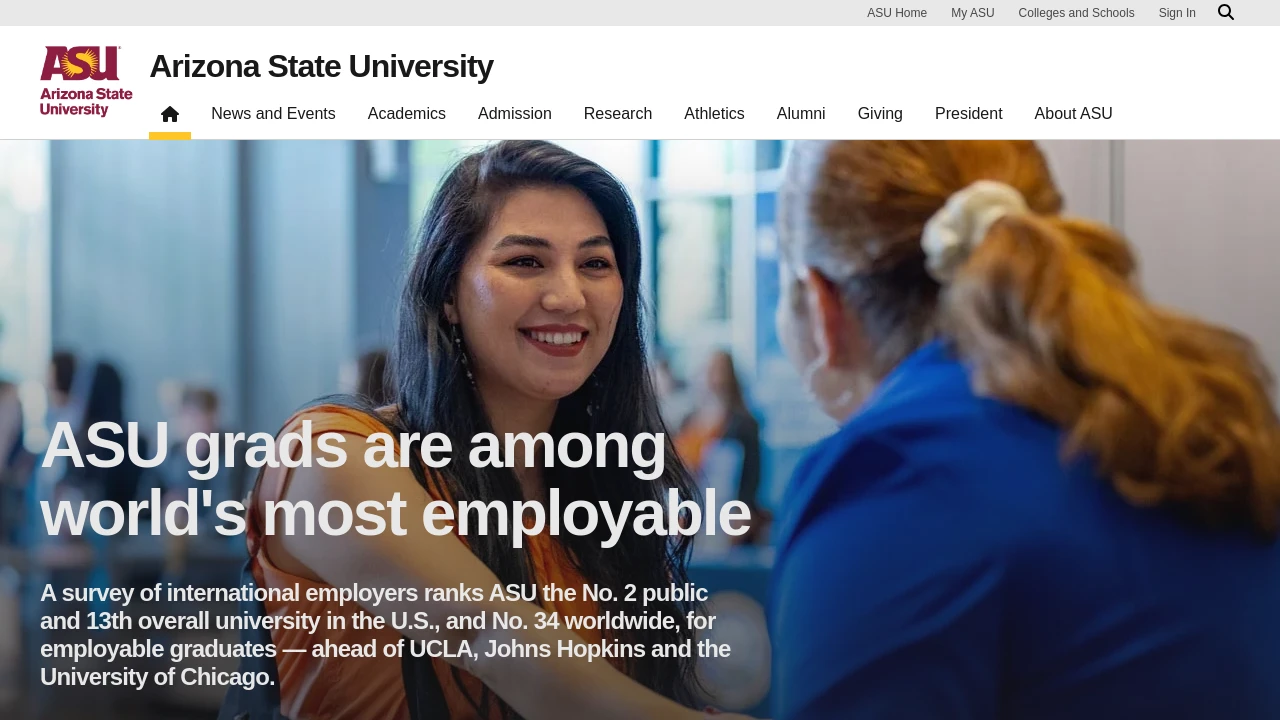 ASU Home My ASU Colleges and Schools Sign In
ASU
Arizona State
University
Arizona State University
News and Events Academics Admission Research Athletics Alumni Giving President About ASU
ASU grads are among
world's most employable
A survey of international employers ranks ASU the No. 2 public
and 13th overall university in the U.S., and No. 34 worldwide, for
employable graduates — ahead of UCLA, Johns Hopkins and the
University of Chicago.